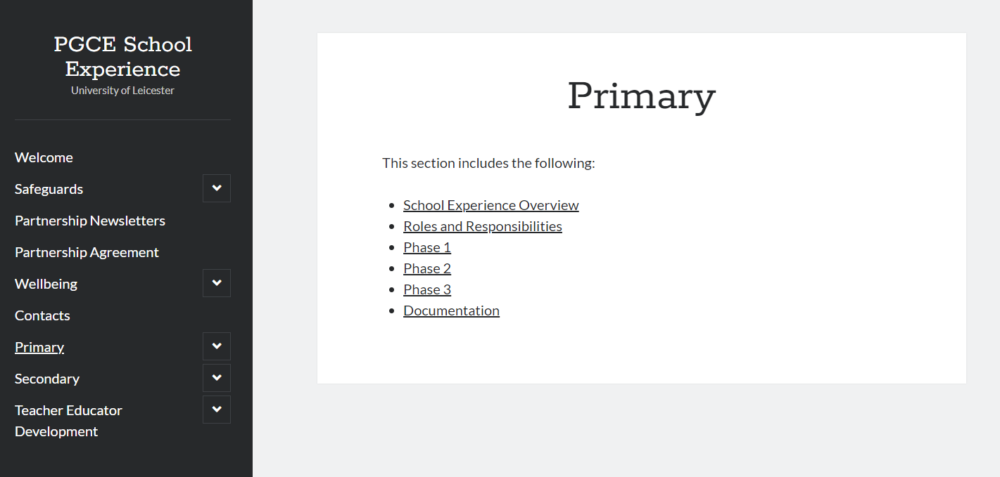 PGCE School
Experience
University of Leicester
Welcome
Safeguards
Partnership Newsletters
Partnership Agreement
Wellbeing
Contacts
Primary
Secondary
Teacher Educator
Development
Primary
This section includes the following:
School Experience Overview
Roles and Responsibilities
Phase 1
Phase 2
Phase 3
Documentation